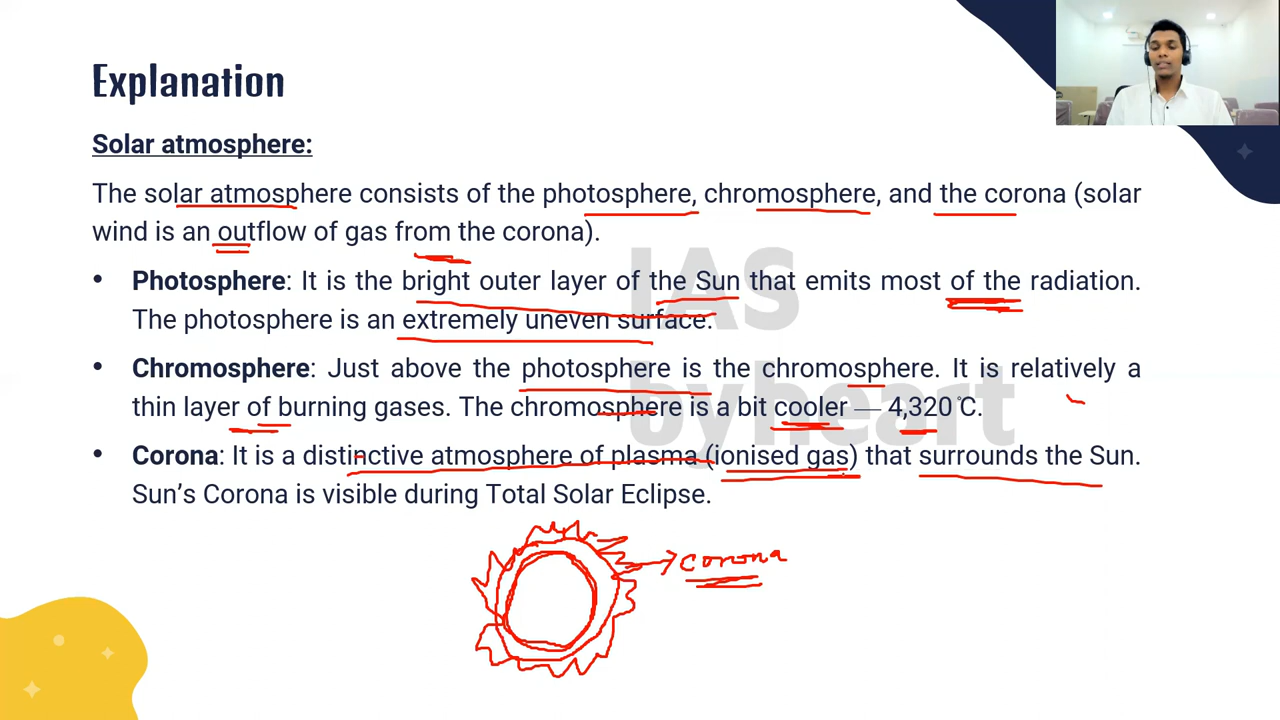 Explanation
Solar atmosphere:
The solar atmosphere consists of the photosphere, chromosphere, and the corona (solar
wind is an outflow of gas from the corona).
• Photosphere: It is the bright outer layer of the Sun that emits most of the radiation.
The photosphere is an extremely uneven surface.
• Chromosphere: Just above the photosphere is the chromosphere. It is relatively a
thin layer of burning gases. The chromosphere is a bit cooler — 4,320°C.
• Corona: It is a distinctive atmosphere of plasma (ionised gas) that surrounds the Sun.
Sun's Corona is visible during Total Solar Eclipse.
corona
IAS
byheart